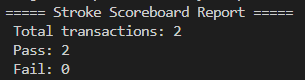 ===== Stroke Scoreboard Report =====
Total transactions: 2
Pass: 2
Fail: 0